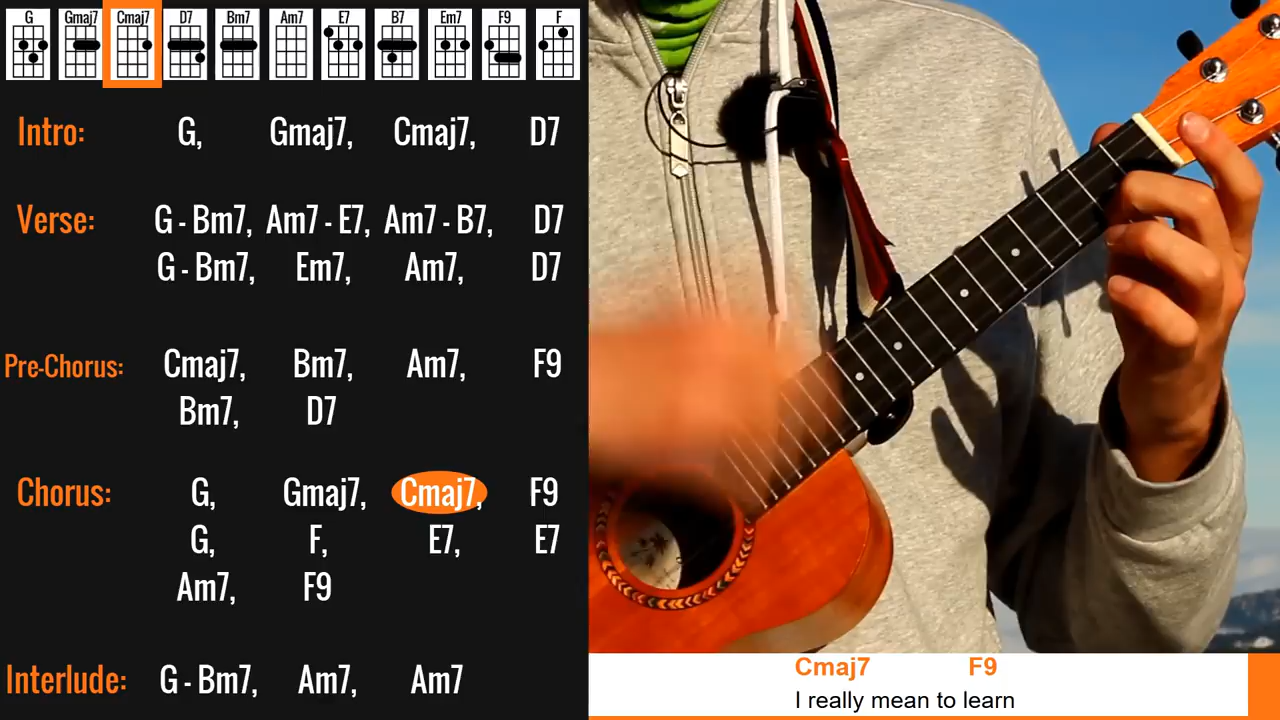 G Gmaj7 Cmaj7 D7 Bm7 Am7 E7 B7 Em7 F9 F
Intro: G, Gmaj7, Cmaj7, D7
Verse: G - Bm7, Am7 - E7, Am7 - B7, D7
G - Bm7, Em7, Am7, D7
Pre-Chorus: Cmaj7, Bm7, Am7, F9
Bm7, D7
Chorus: G, Gmaj7, Cmaj7, F9
G, F, E7, E7
Am7, F9
Interlude: G - Bm7, Am7, Am7
Cmaj7 F9
I really mean to learn